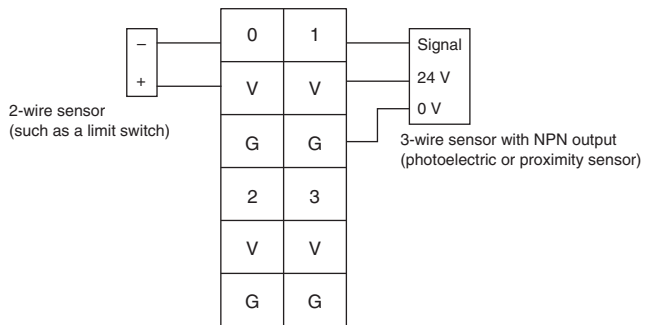 –
+
2-wire sensor
(such as a limit switch)
0 1
V V
G G
2 3
V V
G G
Signal
24 V
0 V
3-wire sensor with NPN output
(photoelectric or proximity sensor)